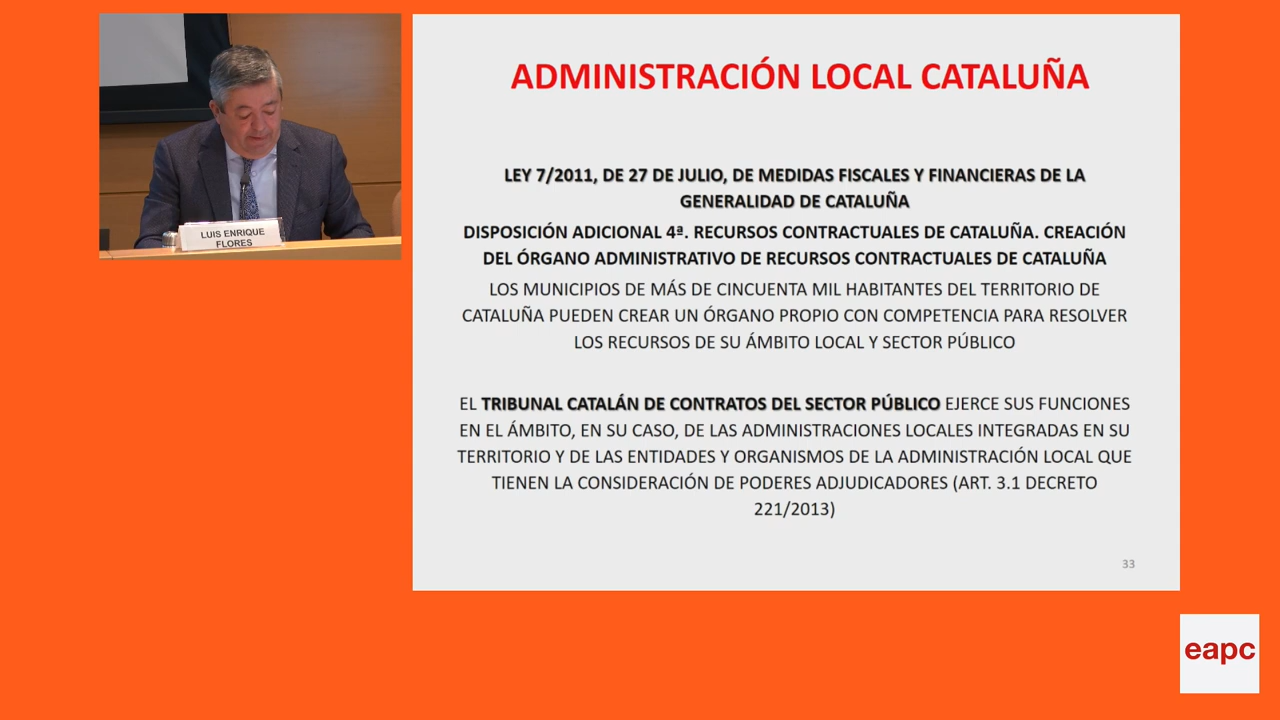 LUIS ENRIQUE
FLORES
ADMINISTRACIÓN LOCAL CATALUÑA
LEY 7/2011, DE 27 DE JULIO, DE MEDIDAS FISCALES Y FINANCIERAS DE LA
GENERALIDAD DE CATALUÑA
DISPOSICIÓN ADICIONAL 4ª. RECURSOS CONTRACTUALES DE CATALUÑA. CREACIÓN
DEL ÓRGANO ADMINISTRATIVO DE RECURSOS CONTRACTUALES DE CATALUÑA
LOS MUNICIPIOS DE MÁS DE CINCUENTA MIL HABITANTES DEL TERRITORIO DE
CATALUÑA PUEDEN CREAR UN ÓRGANO PROPIO CON COMPETENCIA PARA RESOLVER
LOS RECURSOS DE SU ÁMBITO LOCAL Y SECTOR PÚBLICO
EL TRIBUNAL CATALÁN DE CONTRATOS DEL SECTOR PÚBLICO EJERCE SUS FUNCIONES
EN EL ÁMBITO, EN SU CASO, DE LAS ADMINISTRACIONES LOCALES INTEGRADAS EN SU
TERRITORIO Y DE LAS ENTIDADES Y ORGANISMOS DE LA ADMINISTRACIÓN LOCAL QUE
TIENEN LA CONSIDERACIÓN DE PODERES ADJUDICADORES (ART. 3.1 DECRETO
221/2013)
33
eapc